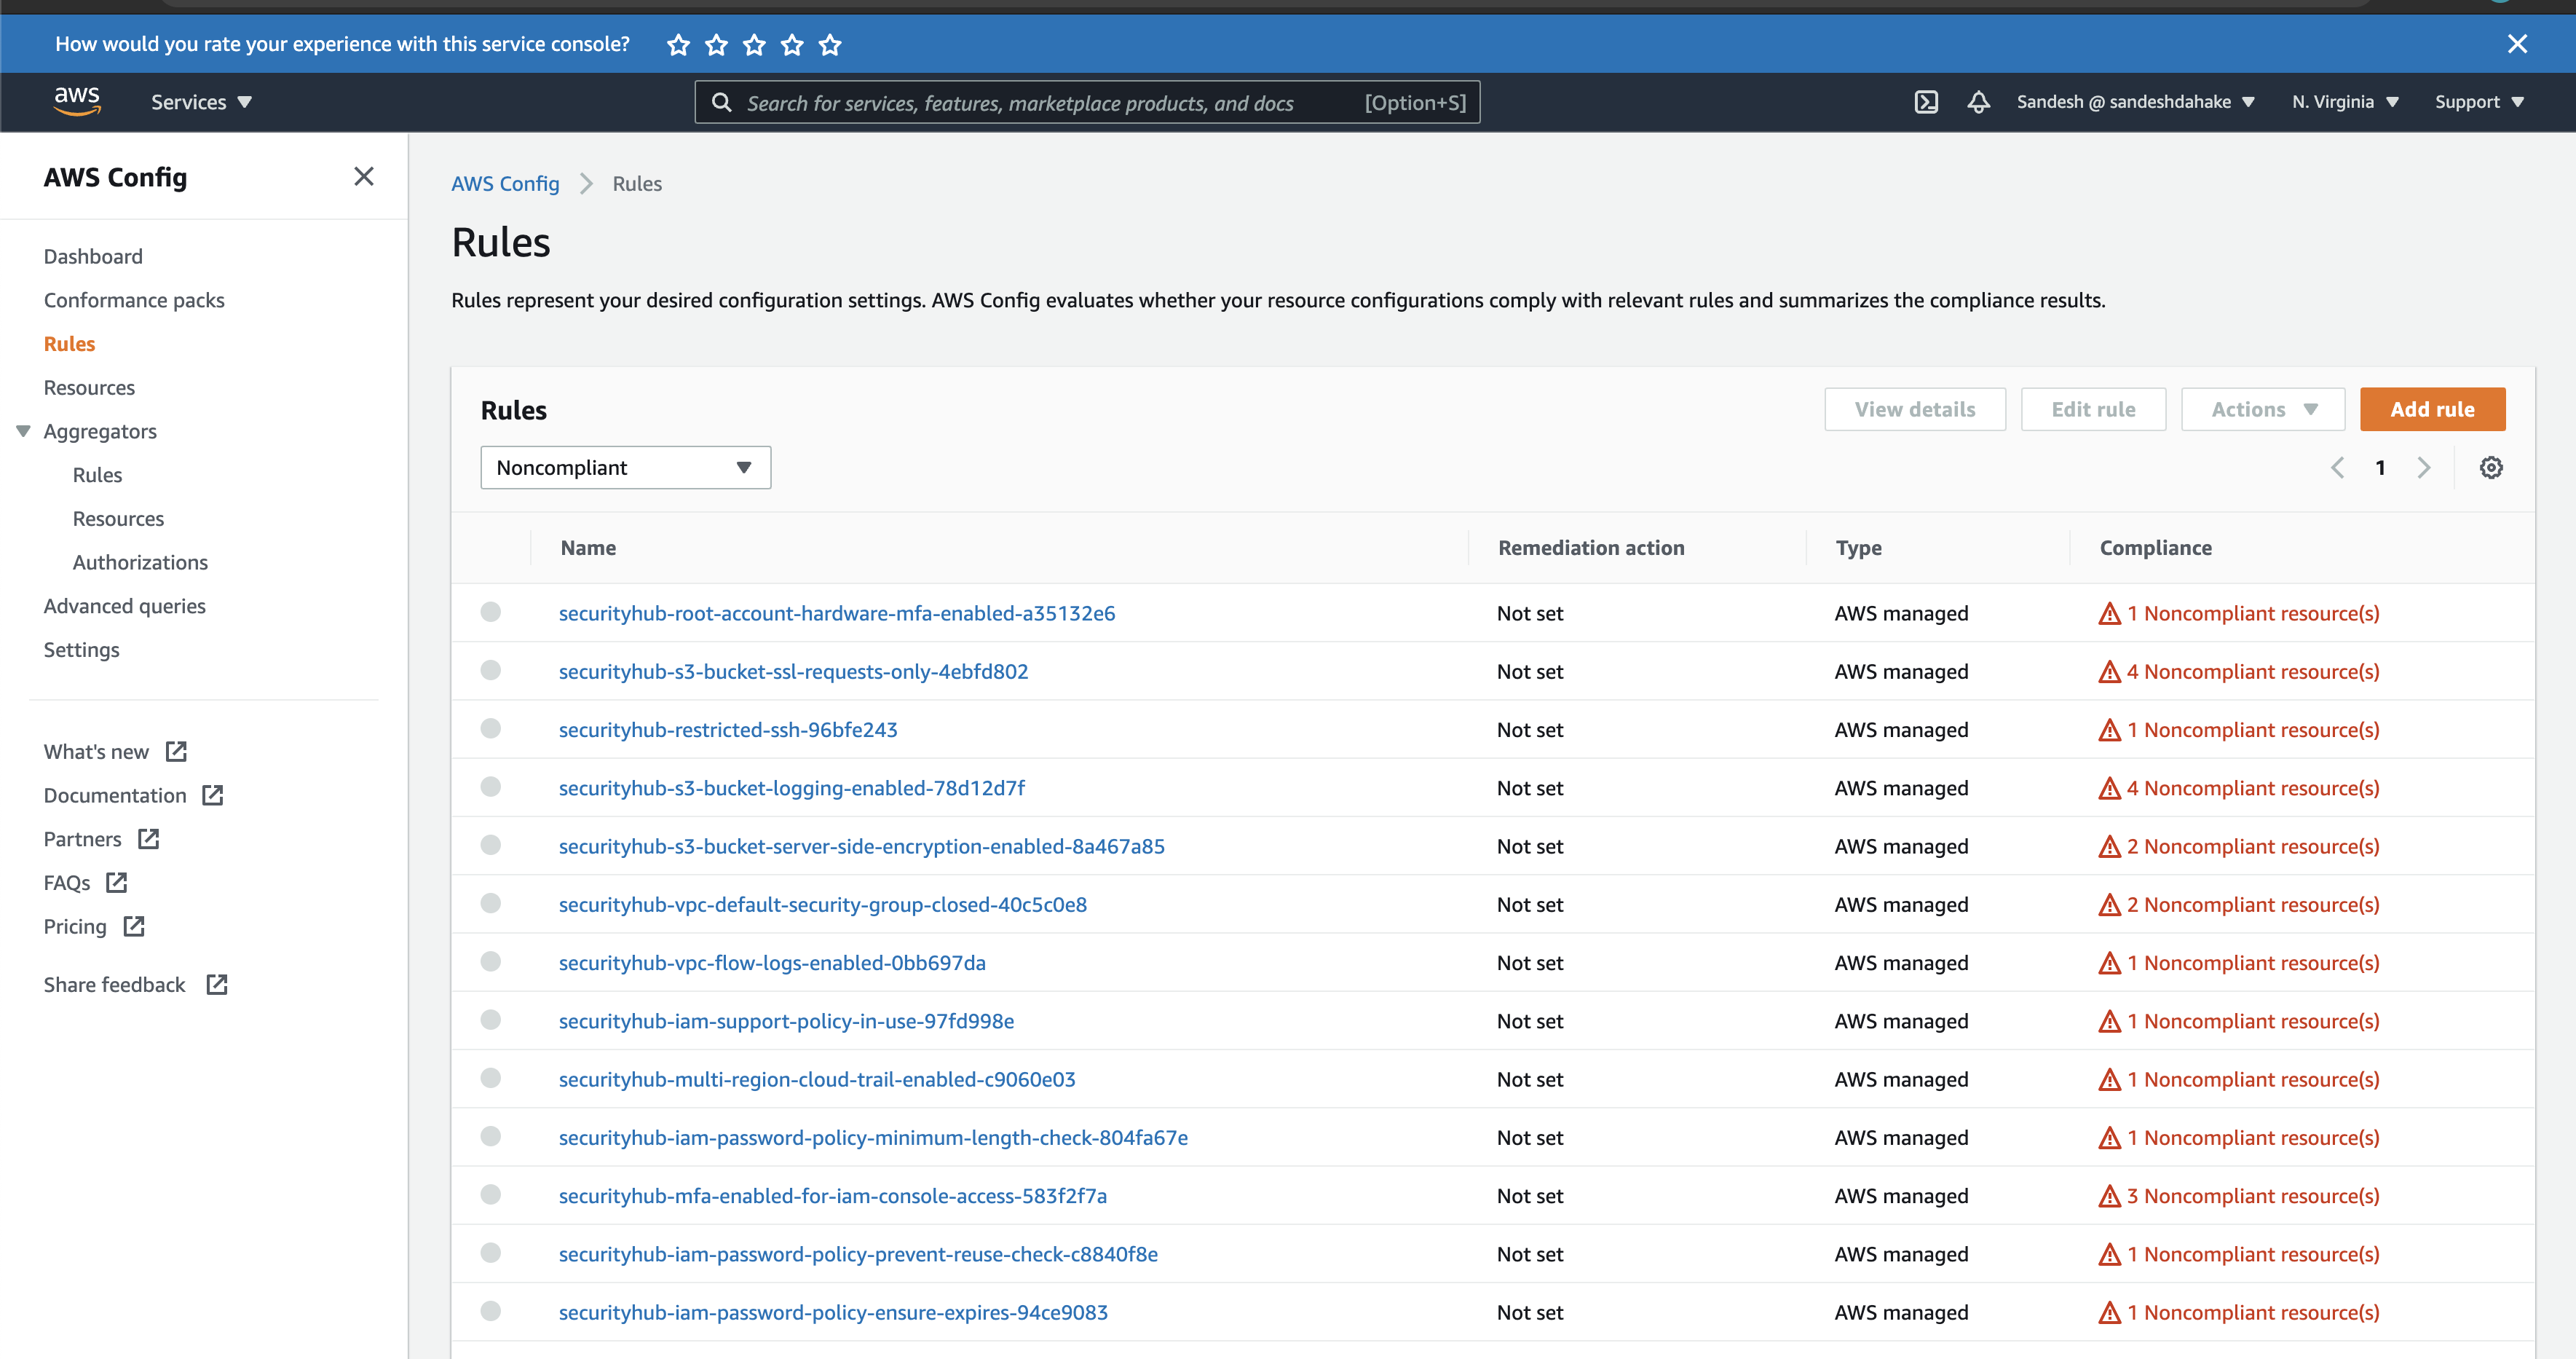 How would you rate your experience with this service console?
aws Services Search for services, features, marketplace products, and docs [Option+S] Sandesh @ sandeshdahake N. Virginia Support
AWS Config
Dashboard
Conformance packs
Rules
Resources
Aggregators
Rules
Resources
Authorizations
Advanced queries
Settings
What's new
Documentation
Partners
FAQs
Pricing
Share feedback
AWS Config Rules
Rules
Rules represent your desired configuration settings. AWS Config evaluates whether your resource configurations comply with relevant rules and summarizes the compliance results.
Rules View details Edit rule Actions Add rule
Noncompliant 1
Name Remediation action Type Compliance
securityhub-root-account-hardware-mfa-enabled-a35132e6 Not set AWS managed 1 Noncompliant resource(s)
securityhub-s3-bucket-ssl-requests-only-4ebfd802 Not set AWS managed 4 Noncompliant resource(s)
securityhub-restricted-ssh-96bfe243 Not set AWS managed 1 Noncompliant resource(s)
securityhub-s3-bucket-logging-enabled-78d12d7f Not set AWS managed 4 Noncompliant resource(s)
securityhub-s3-bucket-server-side-encryption-enabled-8a467a85 Not set AWS managed 2 Noncompliant resource(s)
securityhub-vpc-default-security-group-closed-40c5c0e8 Not set AWS managed 2 Noncompliant resource(s)
securityhub-vpc-flow-logs-enabled-0bb697da Not set AWS managed 1 Noncompliant resource(s)
securityhub-iam-support-policy-in-use-97fd998e Not set AWS managed 1 Noncompliant resource(s)
securityhub-multi-region-cloud-trail-enabled-c9060e03 Not set AWS managed 1 Noncompliant resource(s)
securityhub-iam-password-policy-minimum-length-check-804fa67e Not set AWS managed 1 Noncompliant resource(s)
securityhub-mfa-enabled-for-iam-console-access-583f2f7a Not set AWS managed 3 Noncompliant resource(s)
securityhub-iam-password-policy-prevent-reuse-check-c8840f8e Not set AWS managed 1 Noncompliant resource(s)
securityhub-iam-password-policy-ensure-expires-94ce9083 Not set AWS managed 1 Noncompliant resource(s)